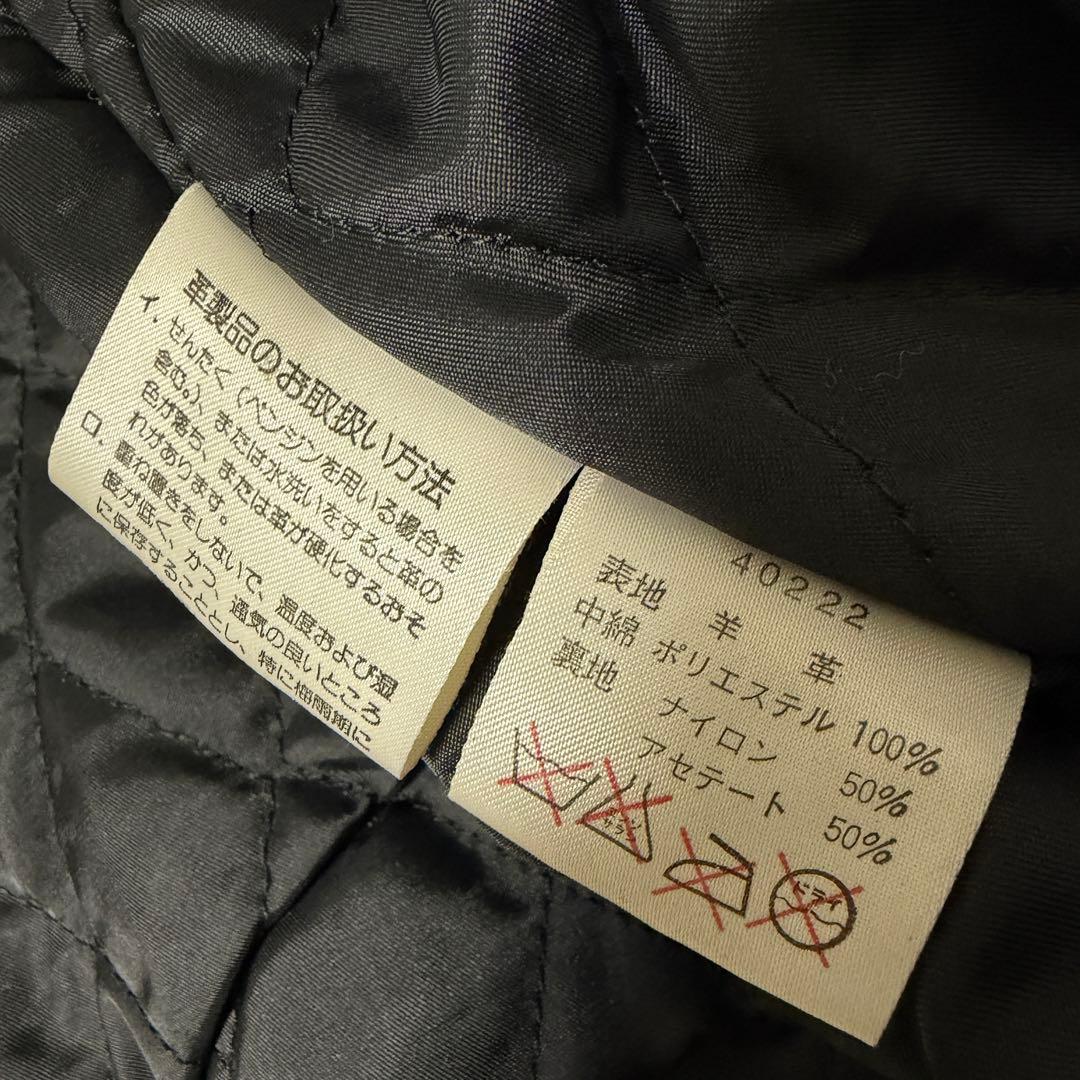 革製品のお取扱い方法
イ．せんたく（ベンジンを用いる場合を
含む。）、または水洗いをすると革の
色が落ち、または革が硬化するおそ
れがあります。
ロ．重ね置きをしないで、温度および湿
度が低く、かつ、通気の良いところ
に保存することとし、特に梅雨期に
40222
表地 羊 革
中綿 ポリエステル 100%
裏地 ナイロン 50%
アセテート 50%
サラシ
ドライ